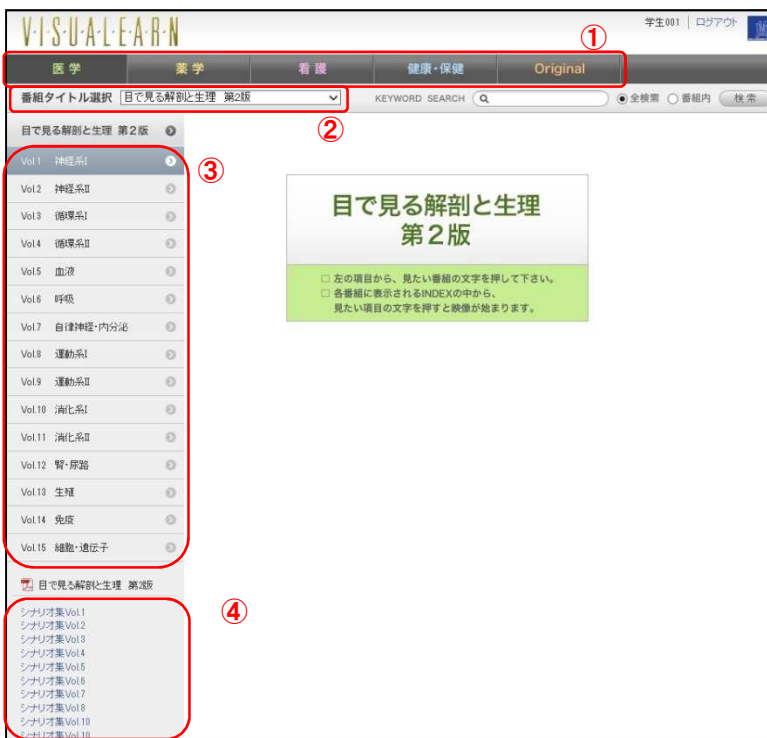 V·I·S·U·A·L·E·A·R·N
学生001 | ログアウト
①
医学 薬学 看護 健康・保健 Original
番組タイトル選択 目で見る解剖と生理 第2版 KEYWORD SEARCH 全検索 番組内 検索
②
目で見る解剖と生理 第2版
③
Vol.1 神経系I
Vol.2 神経系II
Vol.3 循環系I
Vol.4 循環系II
Vol.5 血液
Vol.6 呼吸
Vol.7 自律神経・内分泌
Vol.8 運動系I
Vol.9 運動系II
Vol.10 消化系I
Vol.11 消化系II
Vol.12 腎・尿路
Vol.13 生殖
Vol.14 免疫
Vol.15 細胞・遺伝子
目で見る解剖と生理
第2版
□ 左の項目から、見たい番組の文字を押して下さい。
□ 各番組に表示されるINDEXの中から、
見たい項目の文字を押すと映像が始まります。
目で見る解剖と生理 第2版
④
シナリオ集Vol.1
シナリオ集Vol.2
シナリオ集Vol.3
シナリオ集Vol.4
シナリオ集Vol.5
シナリオ集Vol.6
シナリオ集Vol.7
シナリオ集Vol.8
シナリオ集Vol.10